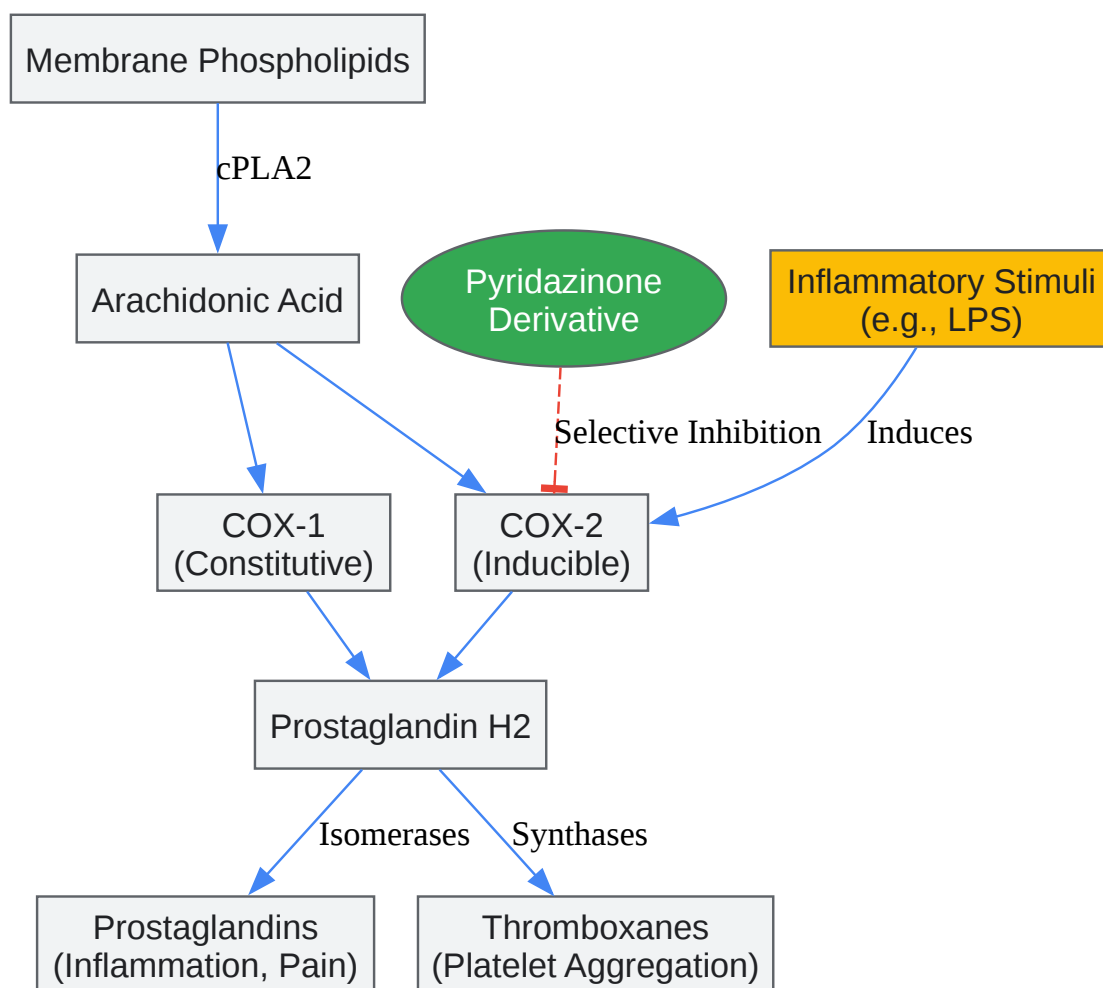 Membrane Phospholipids
cPLA2
Arachidonic Acid
Pyridazinone
Derivative
Inflammatory Stimuli
(e.g., LPS)
Selective Inhibition
Induces
COX-1
(Constitutive)
COX-2
(Inducible)
Prostaglandin H2
Isomerases
Synthases
Prostaglandins
(Inflammation, Pain)
Thromboxanes
(Platelet Aggregation)